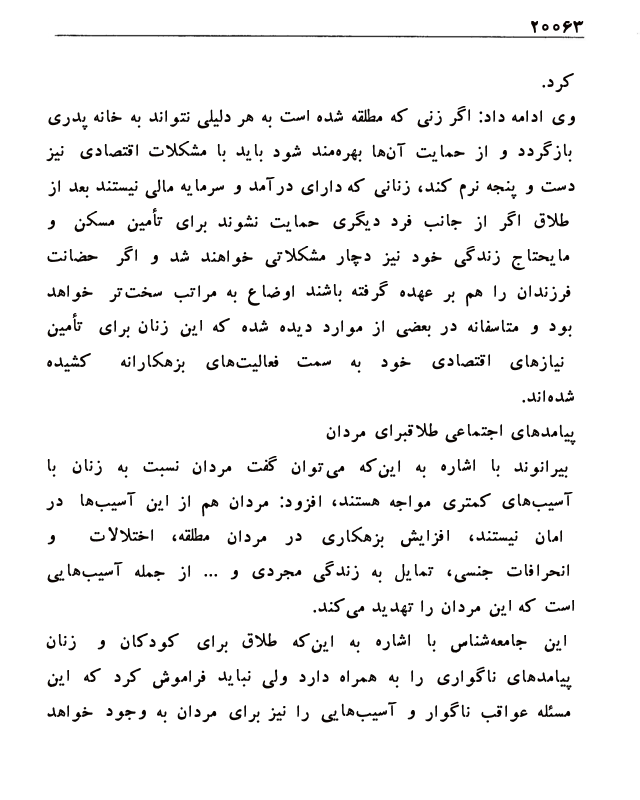 ۲۰۰۶۳
کرد.
وی ادامه داد: اگر زنی که مطلقه شده است به هر دلیلی نتواند به خانه پدری
بازگردد و از حمایت آن‌ها بهره‌مند شود باید با مشکلات اقتصادی نیز
دست و پنجه نرم کند، زنانی که دارای درآمد و سرمایه مالی نیستند بعد از
طلاق اگر از جانب فرد دیگری حمایت نشوند برای تأمین مسکن و
مایحتاج زندگی خود نیز دچار مشکلاتی خواهند شد و اگر حضانت
فرزندان را هم بر عهده گرفته باشند اوضاع به مراتب سخت‌تر خواهد
بود و متاسفانه در بعضی از موارد دیده شده که این زنان برای تأمین
نیازهای اقتصادی خود به سمت فعالیت‌های بزهکارانه کشیده
شده‌اند.
پیامدهای اجتماعی طلاقبرای مردان
بیرانوند با اشاره به این‌که می‌توان گفت مردان نسبت به زنان با
آسیب‌های کمتری مواجه هستند، افزود: مردان هم از این آسیب‌ها در
امان نیستند، افزایش بزهکاری در مردان مطلقه، اختلالات و
انحرافات جنسی، تمایل به زندگی مجردی و ... از جمله آسیب‌هایی
است که این مردان را تهدید می‌کند.
این جامعه‌شناس با اشاره به این‌که طلاق برای کودکان و زنان
پیامدهای ناگواری را به همراه دارد ولی نباید فراموش کرد که این
مسئله عواقب ناگوار و آسیب‌هایی را نیز برای مردان به وجود خواهد